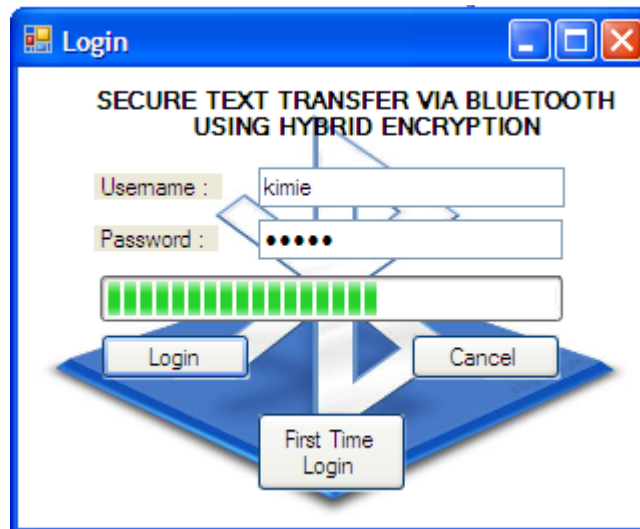 Login
SECURE TEXT TRANSFER VIA BLUETOOTH
USING HYBRID ENCRYPTION
Username :
kimie
Password :
●●●●●
Login
Cancel
First Time
Login